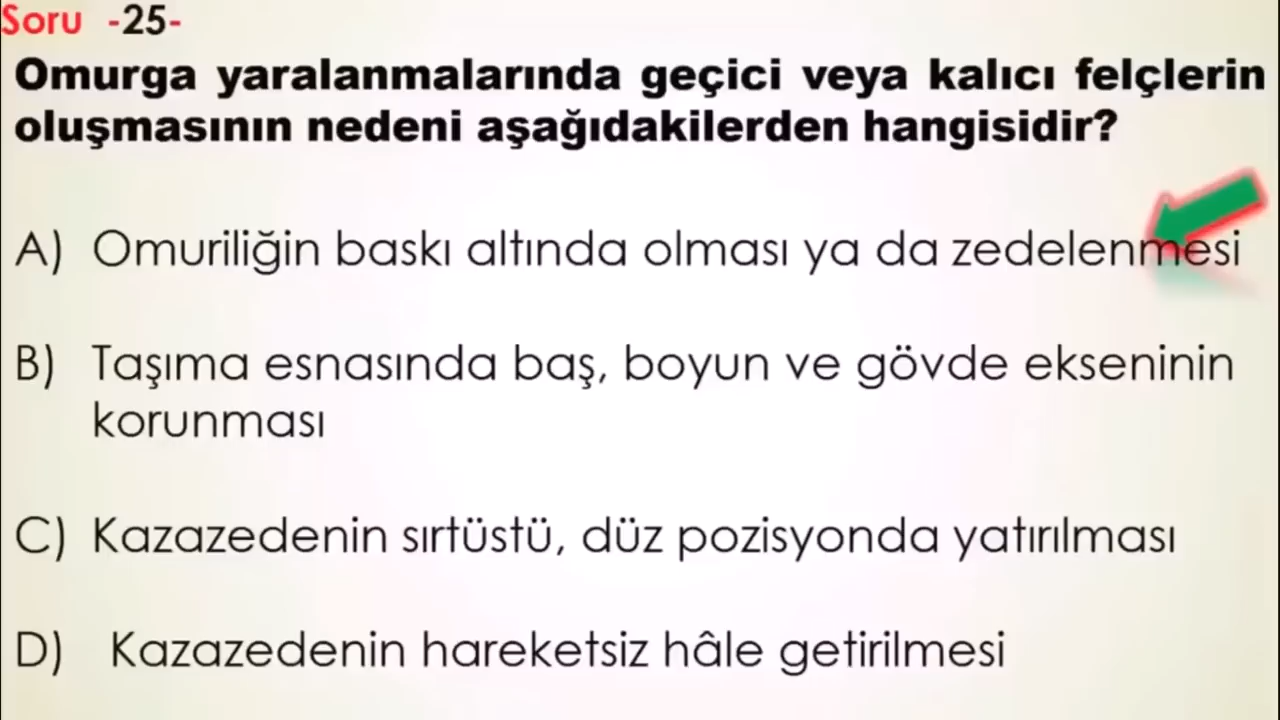 Soru -25-
Omurga yaralanmalarında geçici veya kalıcı felçlerin
oluşmasının nedeni aşağıdakilerden hangisidir?
A) Omuriliğin baskı altında olması ya da zedelenmesi
B) Taşıma esnasında baş, boyun ve gövde ekseninin
korunması
C) Kazazedenin sırtüstü, düz pozisyonda yatırılması
D) Kazazedenin hareketsiz hâle getirilmesi